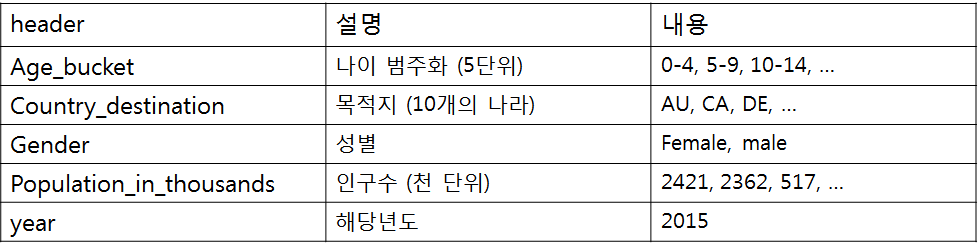 header 설명 내용
Age_bucket 나이 범주화 (5단위) 0-4, 5-9, 10-14, ...
Country_destination 목적지 (10개의 나라) AU, CA, DE, ...
Gender 성별 Female, male
Population_in_thousands 인구수 (천 단위) 2421, 2362, 517, ...
year 해당년도 2015